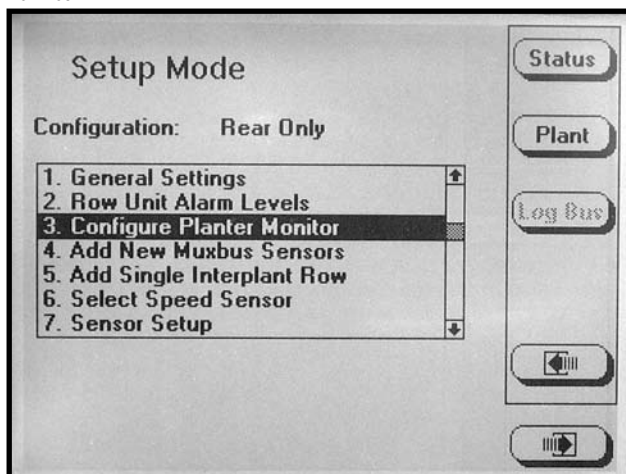 Setup Mode
Configuration: Rear Only
1. General Settings
2. Row Unit Alarm Levels
3. Configure Planter Monitor
4. Add New Muxbus Sensors
5. Add Single Interplant Row
6. Select Speed Sensor
7. Sensor Setup
Status
Plant
Log Bus